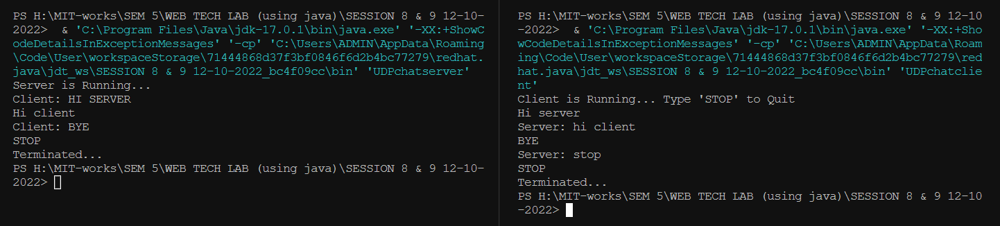 PS H:\MIT-works\SEM 5\WEB TECH LAB (using java)\SESSION 8 & 9 12-10-
2022>  & 'C:\Program Files\Java\jdk-17.0.1\bin\java.exe' '-XX:+ShowC
odeDetailsInExceptionMessages' '-cp' 'C:\Users\ADMIN\AppData\Roaming
\Code\User\workspaceStorage\71444868d37f3bf0846f6d2b4bc77279\redhat.
java\jdt_ws\SESSION 8 & 9 12-10-2022_bc4f09cc\bin' 'UDPchatserver'
Server is Running...
Client: HI SERVER
Hi client
Client: BYE
STOP
Terminated...
PS H:\MIT-works\SEM 5\WEB TECH LAB (using java)\SESSION 8 & 9 12-10-
2022>
PS H:\MIT-works\SEM 5\WEB TECH LAB (using java)\SESSION 8 & 9 12-10
-2022>  & 'C:\Program Files\Java\jdk-17.0.1\bin\java.exe' '-XX:+Sho
wCodeDetailsInExceptionMessages' '-cp' 'C:\Users\ADMIN\AppData\Roam
ing\Code\User\workspaceStorage\71444868d37f3bf0846f6d2b4bc77279\red
hat.java\jdt_ws\SESSION 8 & 9 12-10-2022_bc4f09cc\bin' 'UDPchatclie
nt'
Client is Running... Type 'STOP' to Quit
Hi server
Server: hi client
BYE
Server: stop
STOP
Terminated...
PS H:\MIT-works\SEM 5\WEB TECH LAB (using java)\SESSION 8 & 9 12-10
-2022>